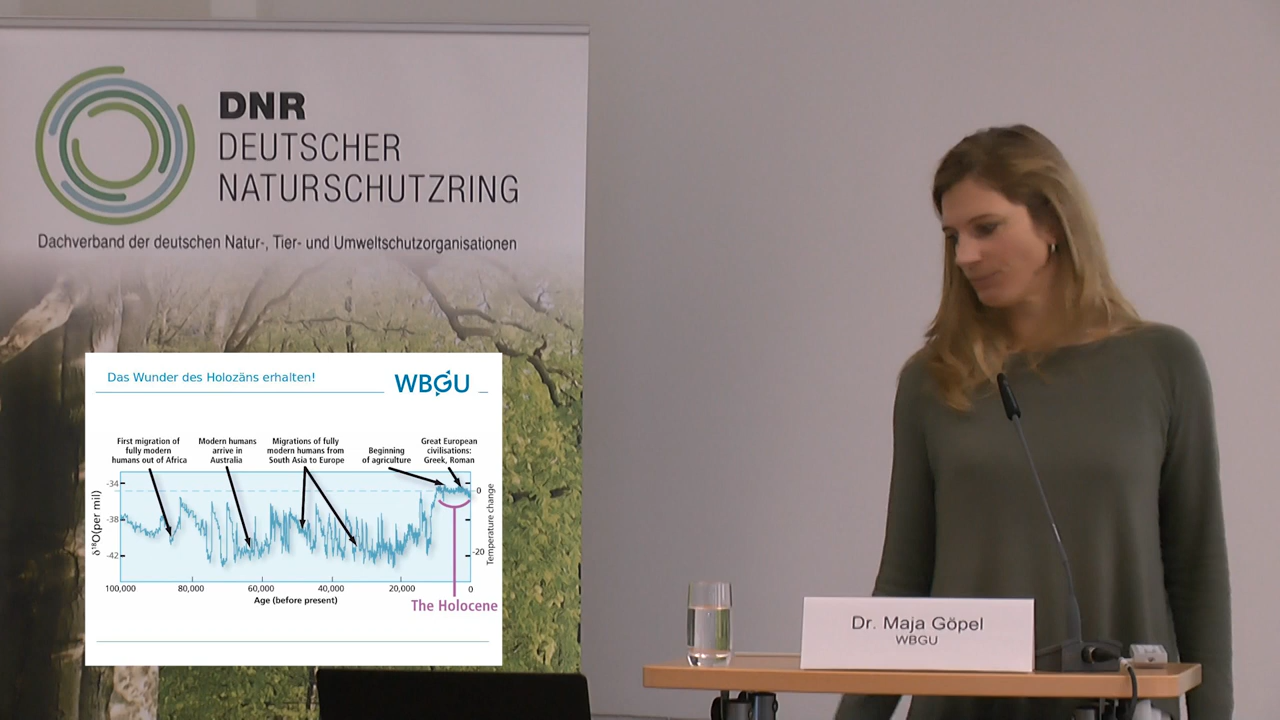 DNR
DEUTSCHER
NATURSCHUTZRING
Dachverband der deutschen Natur-, Tier- und Umweltschutzorganisationen
Das Wunder des Holozäns erhalten!
WBGU
First migration of
fully modern
humans out of Africa
Modern humans
arrive in
Australia
Migrations of fully
modern humans from
South Asia to Europe
Beginning
of agriculture
Great European
civilisations:
Greek, Roman
δ¹⁸O(per mil)
-34
-38
-42
0
-20
Temperature change
100,000 80,000 60,000 40,000 20,000 0
Age (before present)
The Holocene
Dr. Maja Göpel
WBGU